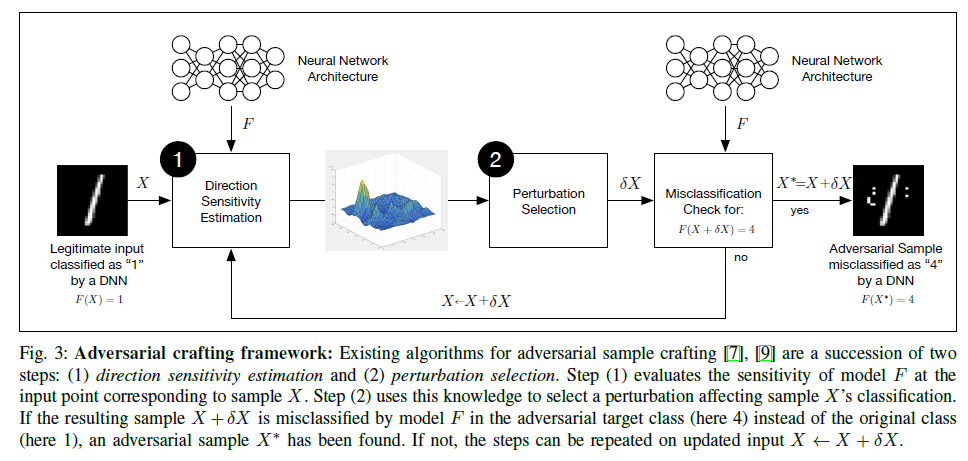 Neural Network
Architecture
Neural Network
Architecture
F
F
1
2
X
Direction
Sensitivity
Estimation
Perturbation
Selection
δX
Misclassification
Check for:
F(X + δX) = 4
X*=X+δX
yes
no
Legitimate input
classified as “1”
by a DNN
F(X) = 1
Adversarial Sample
misclassified as “4”
by a DNN
F(X*) = 4
X←X+δX
Fig. 3: Adversarial crafting framework: Existing algorithms for adversarial sample crafting [7], [9] are a succession of two
steps: (1) direction sensitivity estimation and (2) perturbation selection. Step (1) evaluates the sensitivity of model F at the
input point corresponding to sample X. Step (2) uses this knowledge to select a perturbation affecting sample X’s classification.
If the resulting sample X + δX is misclassified by model F in the adversarial target class (here 4) instead of the original class
(here 1), an adversarial sample X* has been found. If not, the steps can be repeated on updated input X ← X + δX.